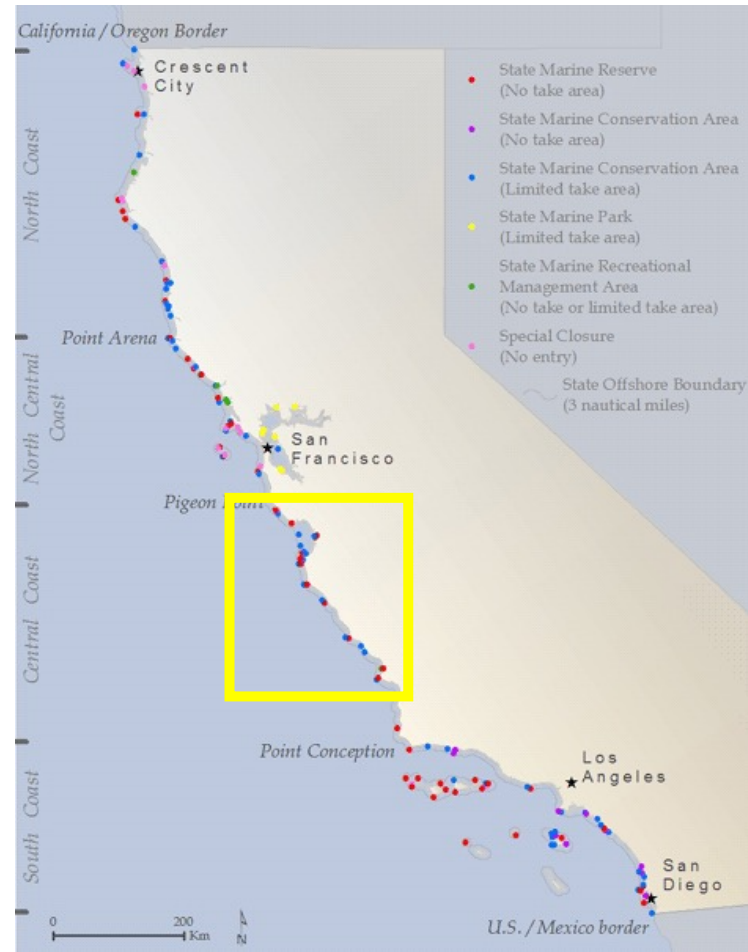 California / Oregon Border
Crescent
City
North Coast
Point Arena
North Central
Coast
San
Francisco
Pigeon Point
Central Coast
Point Conception
Los
Angeles
South Coast
San
Diego
U.S. / Mexico border
0 200
Km
N
State Marine Reserve
(No take area)
State Marine Conservation Area
(No take area)
State Marine Conservation Area
(Limited take area)
State Marine Park
(Limited take area)
State Marine Recreational
Management Area
(No take or limited take area)
Special Closure
(No entry)
State Offshore Boundary
(3 nautical miles)